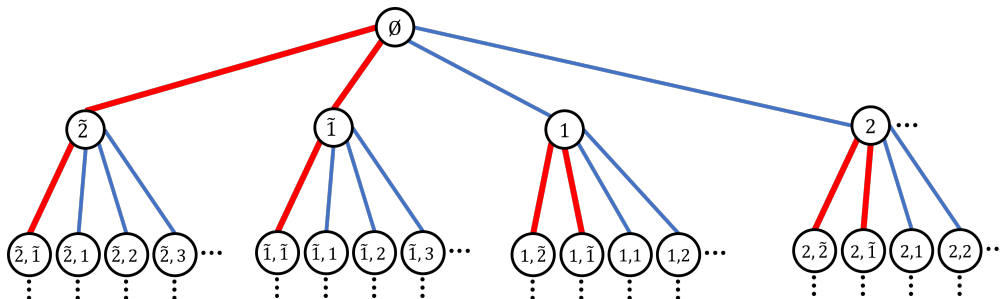 ∅
2̃ 1̃ 1 2 ...
2̃, 1̃ 2̃, 1 2̃, 2 2̃, 3 ... 1̃, 1̃ 1̃, 1 1̃, 2 1̃, 3 ... 1, 2̃ 1, 1̃ 1,1 1,2 ... 2, 2̃ 2, 1̃ 2,1 2,2 ...